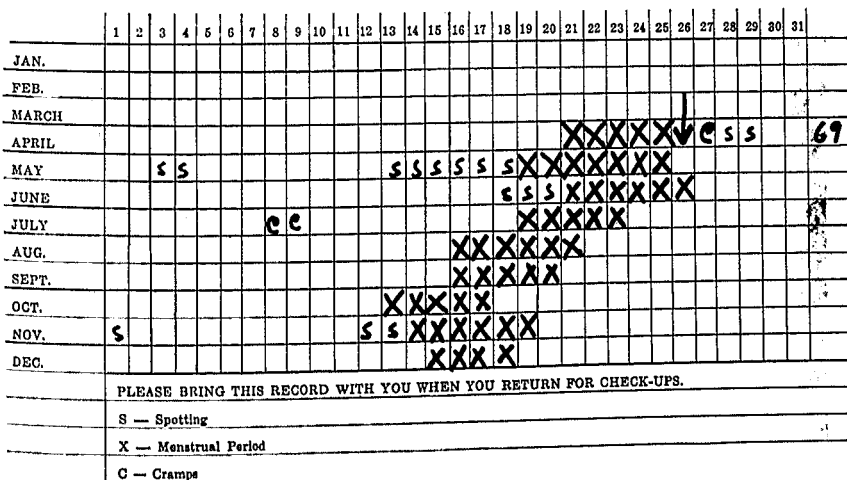 1 2 3 4 5 6 7 8 9 10 11 12 13 14 15 16 17 18 19 20 21 22 23 24 25 26 27 28 29 30 31
JAN.
FEB.
MARCH
APRIL X X X X X C S S 69
MAY S S S S S S S S X X X X X X X
JUNE S S S X X X X X X
JULY C C X X X X X
AUG. X X X X X X
SEPT. X X X X X
OCT. X X X X X
NOV. S S S X X X X X X
DEC. X X X X
PLEASE BRING THIS RECORD WITH YOU WHEN YOU RETURN FOR CHECK-UPS.
S — Spotting
X — Menstrual Period
C — Cramps